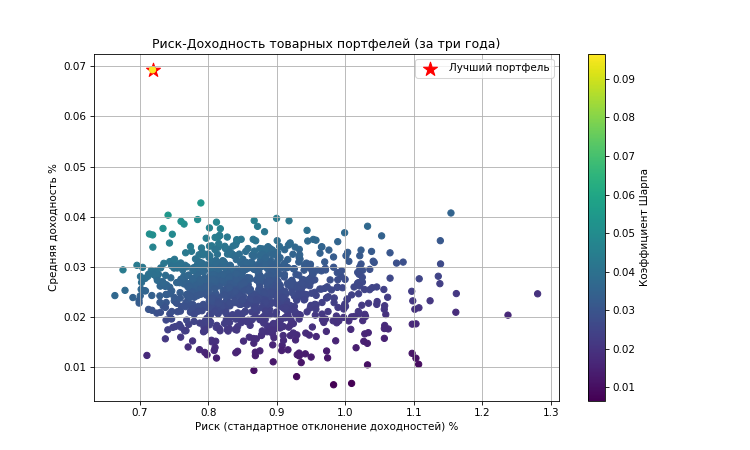 Риск-Доходность товарных портфелей (за три года)
Лучший портфель
Средняя доходность %
0.07
0.06
0.05
0.04
0.03
0.02
0.01
0.7 0.8 0.9 1.0 1.1 1.2 1.3
Риск (стандартное отклонение доходностей) %
0.09
0.08
0.07
0.06
0.05
0.04
0.03
0.02
0.01
Коэффициент Шарпа